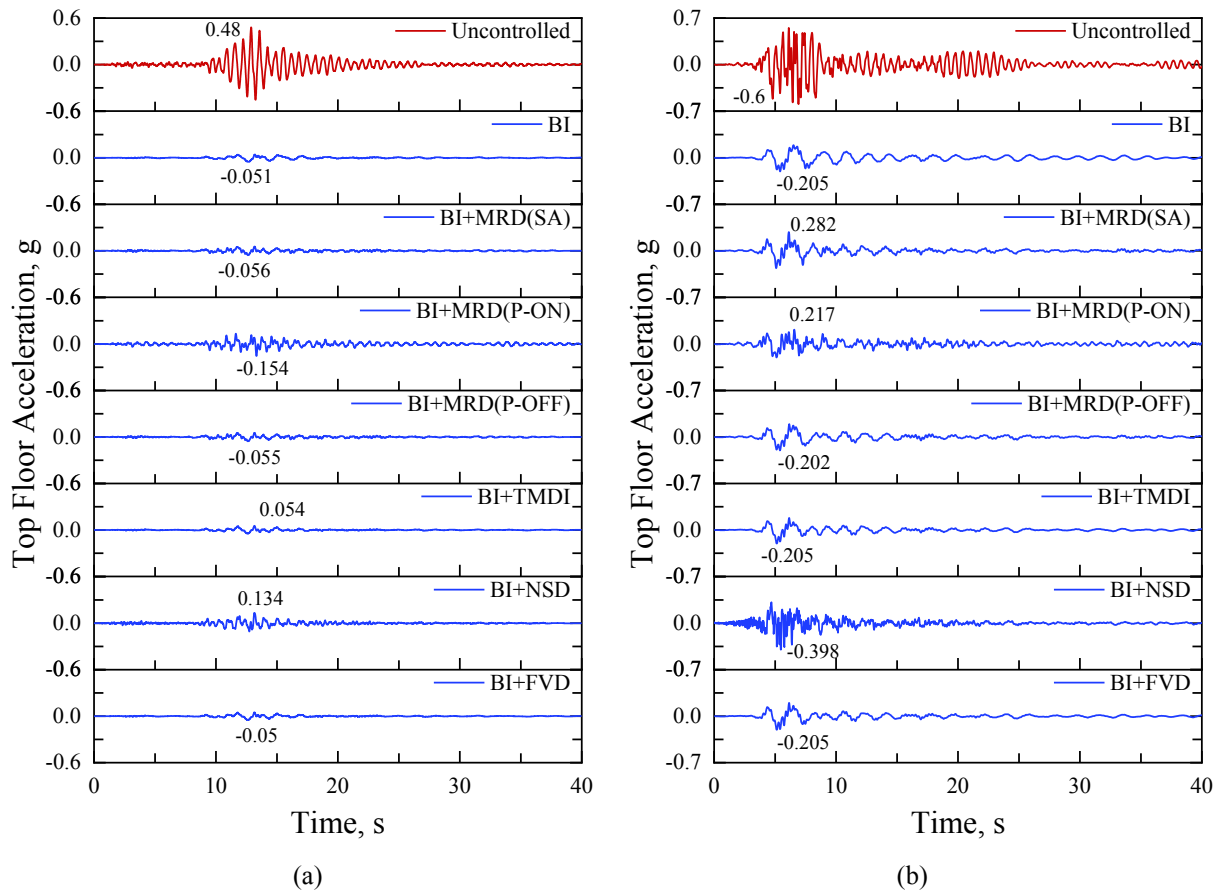 Top Floor Acceleration, g
0.6
Uncontrolled
0.48
0.0
-0.6
BI
0.0
-0.051
-0.6
BI+MRD(SA)
0.0
-0.056
-0.6
BI+MRD(P-ON)
0.0
-0.154
-0.6
BI+MRD(P-OFF)
0.0
-0.055
-0.6
BI+TMDI
0.054
0.0
-0.6
BI+NSD
0.134
0.0
-0.6
BI+FVD
0.0
-0.05
-0.6
0 10 20 30 40
Time, s
(a)
Top Floor Acceleration, g
0.7
Uncontrolled
0.0
-0.6
-0.7
BI
0.0
-0.205
-0.7
BI+MRD(SA)
0.282
0.0
-0.7
BI+MRD(P-ON)
0.217
0.0
-0.7
BI+MRD(P-OFF)
0.0
-0.202
-0.7
BI+TMDI
0.0
-0.205
-0.7
BI+NSD
0.0
-0.398
-0.7
BI+FVD
0.0
-0.205
-0.7
0 10 20 30 40
Time, s
(b)